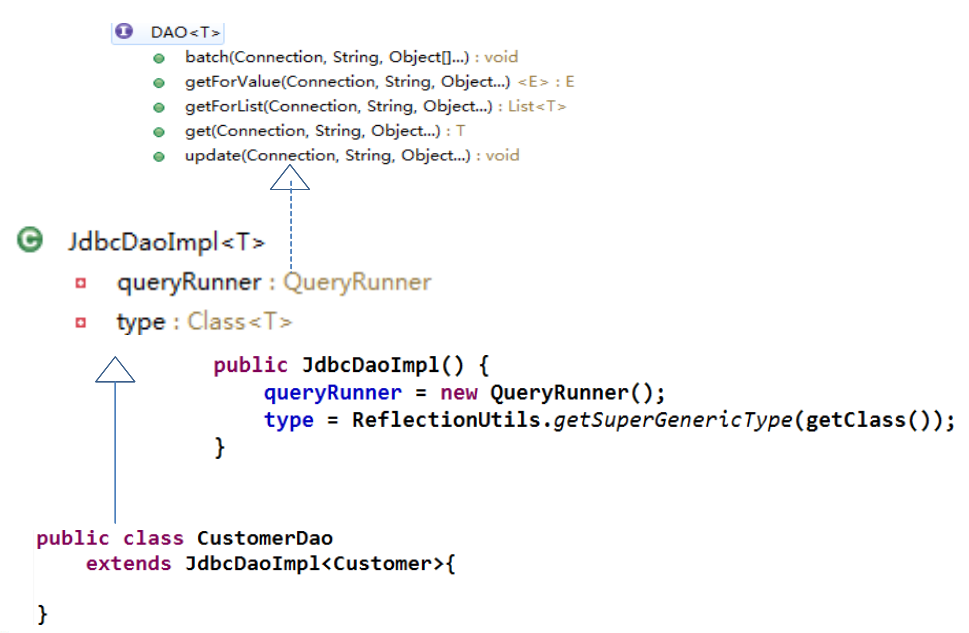 I DAO<T>
batch(Connection, String, Object[]...) : void
getForValue(Connection, String, Object...) <E> : E
getForList(Connection, String, Object...) : List<T>
get(Connection, String, Object...) : T
update(Connection, String, Object...) : void
C JdbcDaoImpl<T>
queryRunner : QueryRunner
type : Class<T>
public JdbcDaoImpl() {
queryRunner = new QueryRunner();
type = ReflectionUtils.getSuperGenericType(getClass());
}
public class CustomerDao
extends JdbcDaoImpl<Customer>{
}